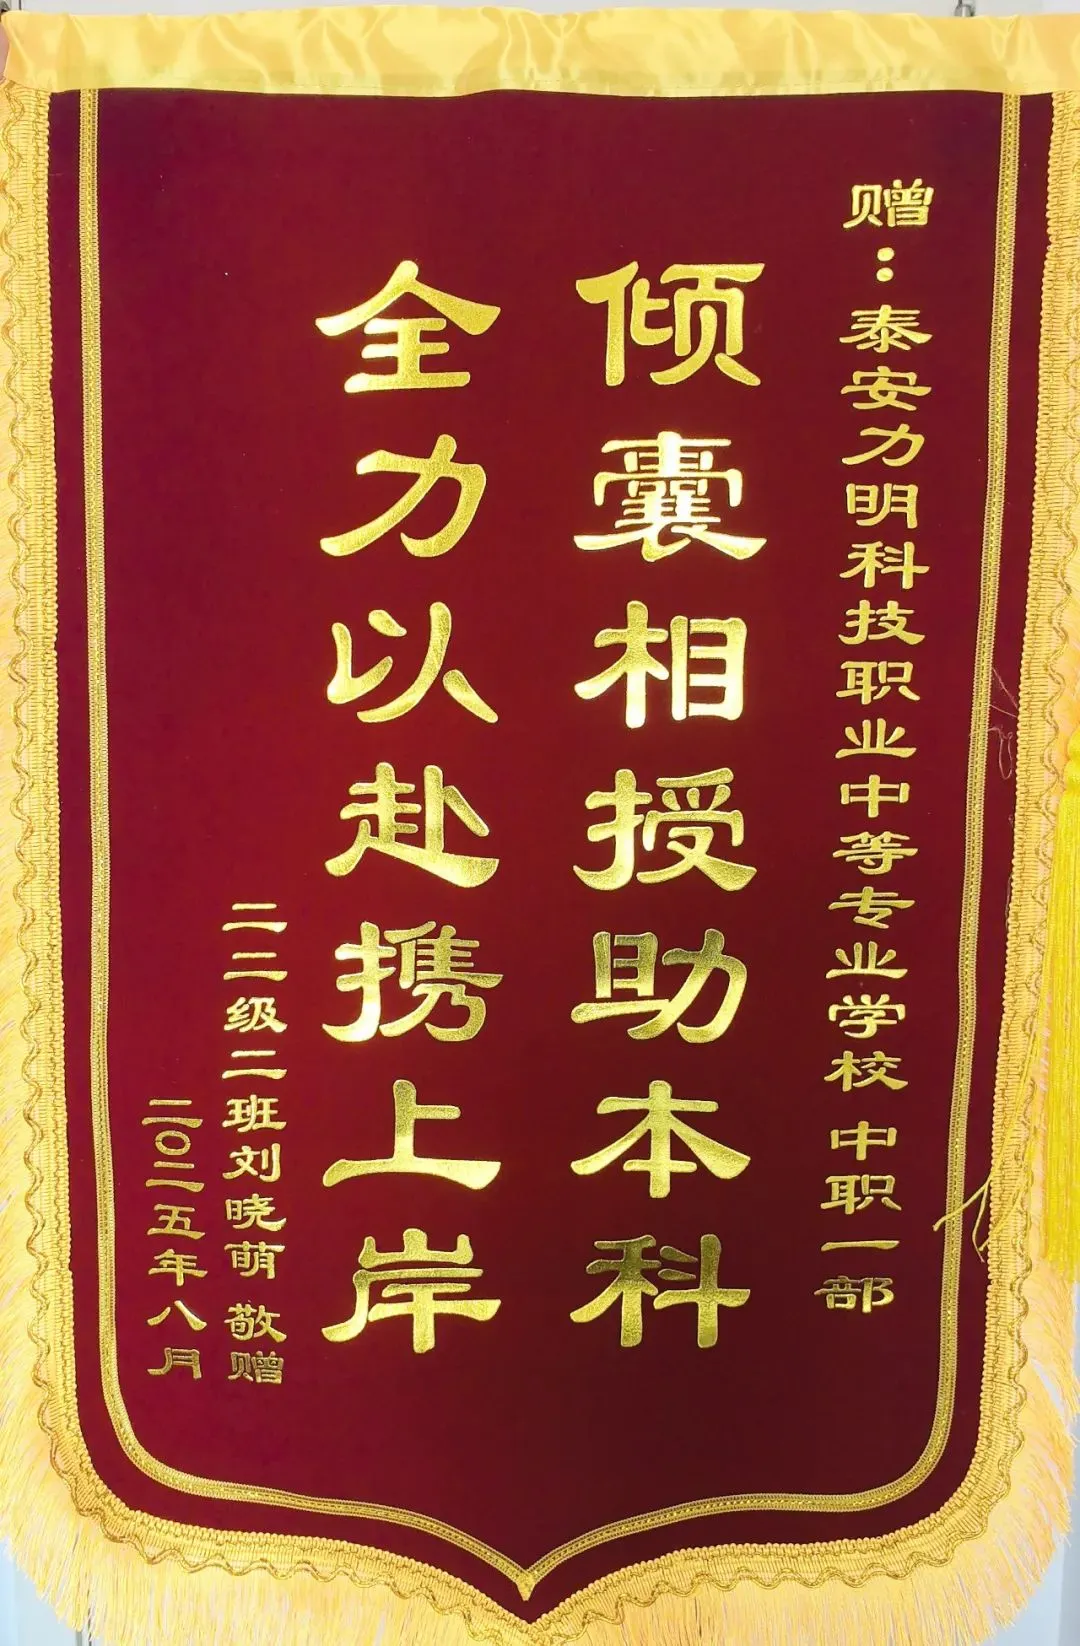 赠：泰安力明科技职业中等专业学校 中职一部
倾囊相授助本科
全力以赴携上岸
二二级二班刘晓萌 敬赠
二〇二五年八月